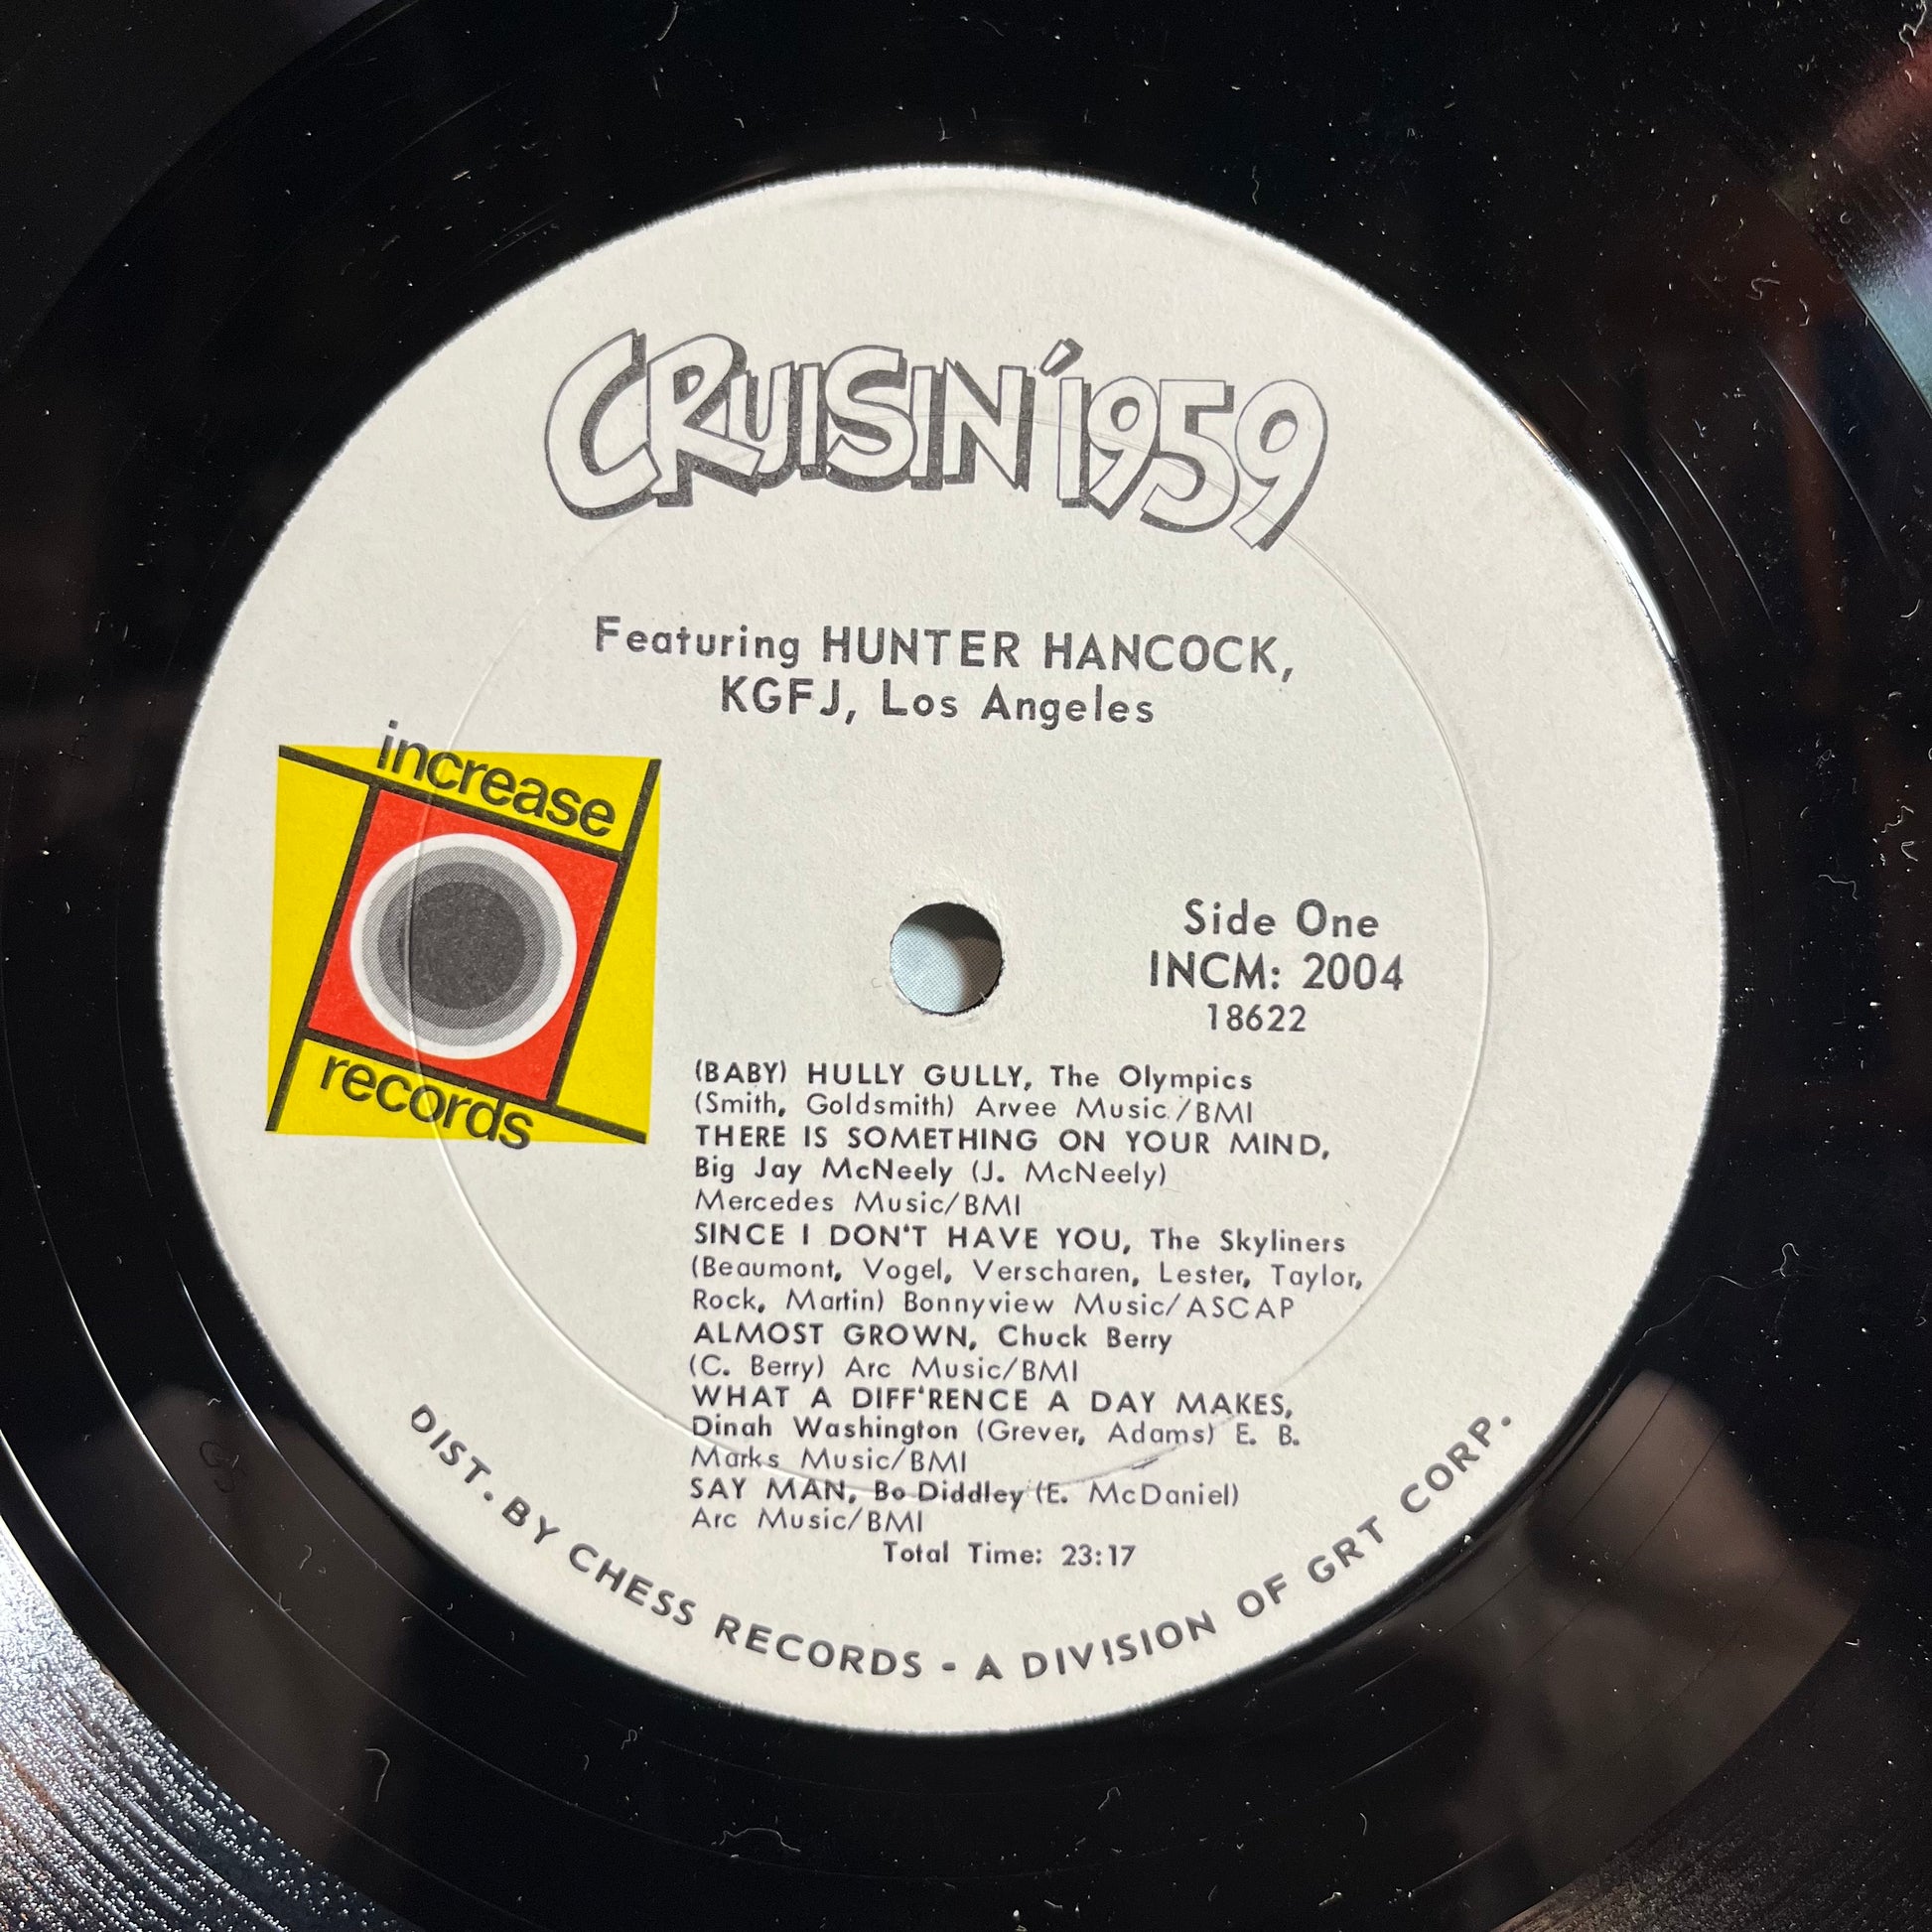 CRUISIN' 1959
Featuring HUNTER HANCOCK,
KGFJ, Los Angeles
increase
records
Side One
INCM: 2004
18622
(BABY) HULLY GULLY, The Olympics
(Smith, Goldsmith) Arvee Music/BMI
THERE IS SOMETHING ON YOUR MIND,
Big Jay McNeely (J. McNeely)
Mercedes Music/BMI
SINCE I DON'T HAVE YOU, The Skyliners
(Beaumont, Vogel, Verscharen, Lester, Taylor,
Rock, Martin) Bonnyview Music/ASCAP
ALMOST GROWN, Chuck Berry
(C. Berry) Arc Music/BMI
WHAT A DIFF'RENCE A DAY MAKES,
Dinah Washington (Grever, Adams) E. B.
Marks Music/BMI
SAY MAN, Bo Diddley (E. McDaniel)
Arc Music/BMI
Total Time: 23:17
DIST. BY CHESS RECORDS - A DIVISION OF GRT CORP.